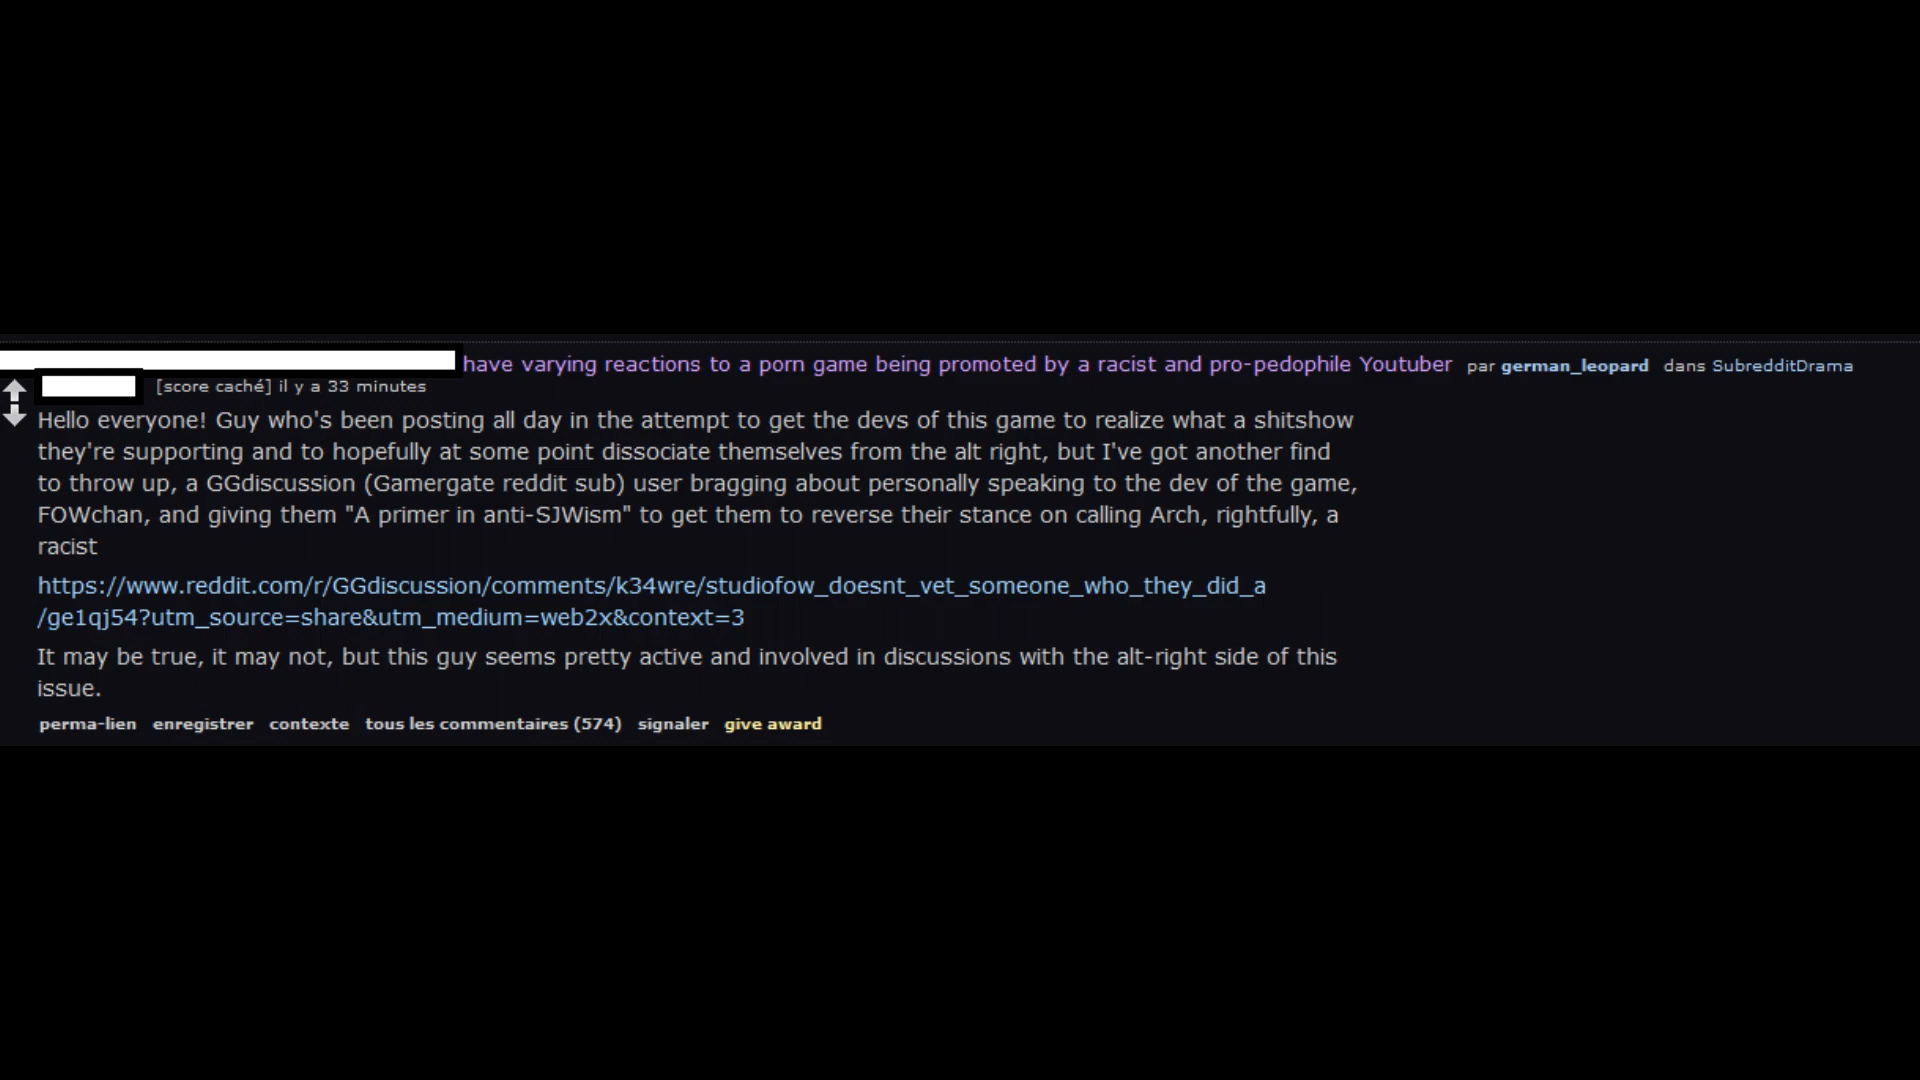 have varying reactions to a porn game being promoted by a racist and pro-pedophile Youtuber par german_leopard dans SubredditDrama
[score caché] il y a 33 minutes
Hello everyone! Guy who's been posting all day in the attempt to get the devs of this game to realize what a shitshow
they're supporting and to hopefully at some point dissociate themselves from the alt right, but I've got another find
to throw up, a GGdiscussion (Gamergate reddit sub) user bragging about personally speaking to the dev of the game,
FOWchan, and giving them "A primer in anti-SJWism" to get them to reverse their stance on calling Arch, rightfully, a
racist
https://www.reddit.com/r/GGdiscussion/comments/k34wre/studiofow_doesnt_vet_someone_who_they_did_a
/ge1qj54?utm_source=share&utm_medium=web2x&context=3
It may be true, it may not, but this guy seems pretty active and involved in discussions with the alt-right side of this
issue.
perma-lien enregistrer contexte tous les commentaires (574) signaler give award